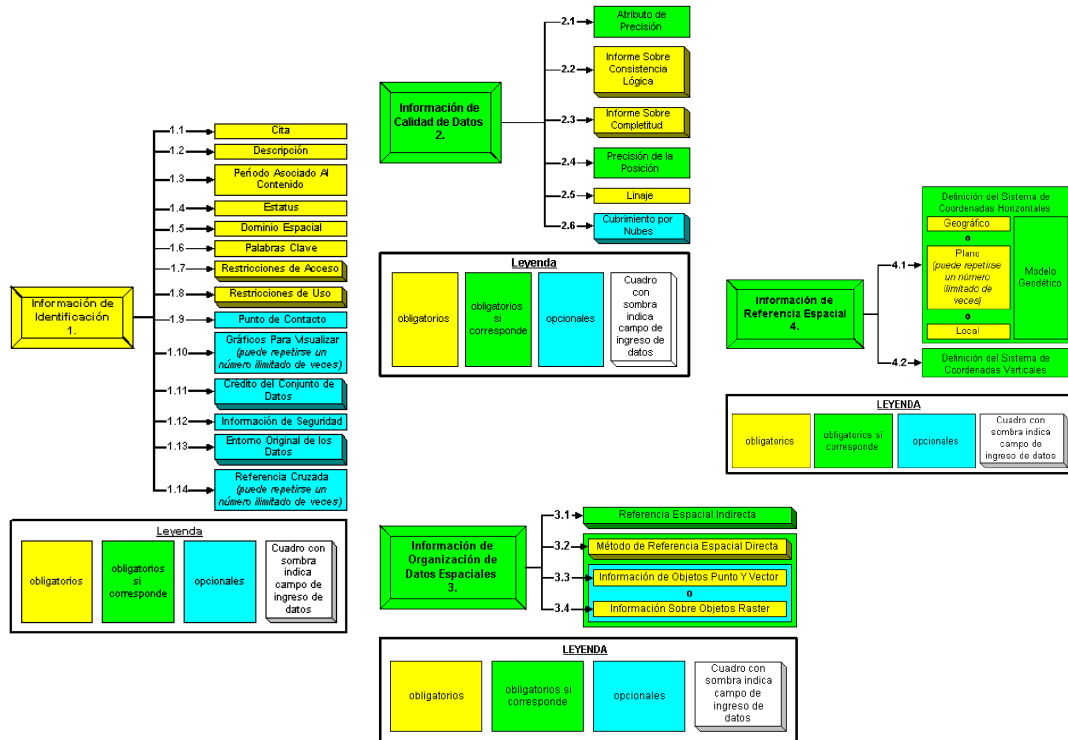 Información de
Identificación
1.
1.1
Cita
1.2
Descripción
1.3
Período Asociado Al
Contenido
1.4
Estatus
1.5
Dominio Espacial
1.6
Palabras Clave
1.7
Restricciones de Acceso
1.8
Restricciones de Uso
1.9
Punto de Contacto
1.10
Gráficos Para Visualizar
(puede repetirse un
número ilimitado de veces)
1.11
Crédito del Conjunto de
Datos
1.12
Información de Seguridad
1.13
Entorno Original de los
Datos
1.14
Referencia Cruzada
(puede repetirse un
número ilimitado de veces)
Leyenda
obligatorios
obligatorios si
corresponde
opcionales
Cuadro con
sombra
indica
campo de
ingreso de
datos
Información de
Calidad de Datos
2.
2.1
Atributo de
Precisión
2.2
Informe Sobre
Consistencia
Lógica
2.3
Informe Sobre
Completitud
2.4
Precisión de la
Posición
2.5
Linaje
2.6
Cubrimiento por
Nubes
Leyenda
obligatorios
obligatorios
si
corresponde
opcionales
Cuadro
con
sombra
indica
campo de
ingreso de
datos
Información de
Organización de
Datos Espaciales
3.
3.1
Referencia Espacial Indirecta
3.2
Método de Referencia Espacial Directa
3.3
Información de Objetos Punto Y Vector
o
3.4
Información Sobre Objetos Raster
LEYENDA
obligatorios
obligatorios si
corresponde
opcionales
Cuadro con
sombra indica
campo de
ingreso de
datos
Información de
Referencia Espacial
4.
4.1
Definición del Sistema de
Coordenadas Horizontales
Geográfico
o
Plano
(puede repetirse
un número
ilimitado de
veces)
o
Local
Modelo
Geodético
4.2
Definición del Sistema de
Coordenadas Verticales
LEYENDA
obligatorios
obligatorios si
corresponde
opcionales
Cuadro con
sombra indica
campo de
ingreso de datos